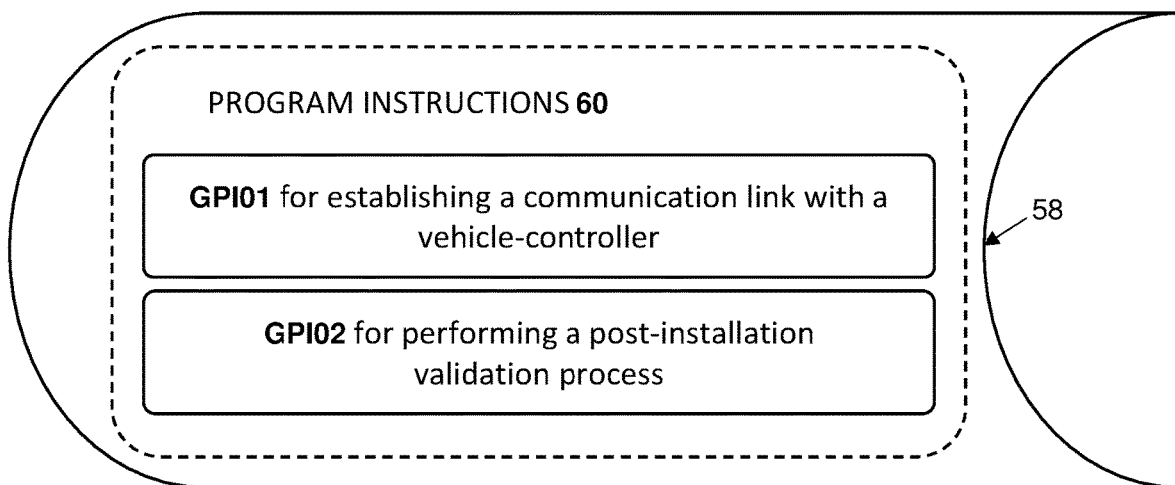 PROGRAM INSTRUCTIONS 60
GPI01 for establishing a communication link with a
vehicle-controller
58
GPI02 for performing a post-installation
validation process